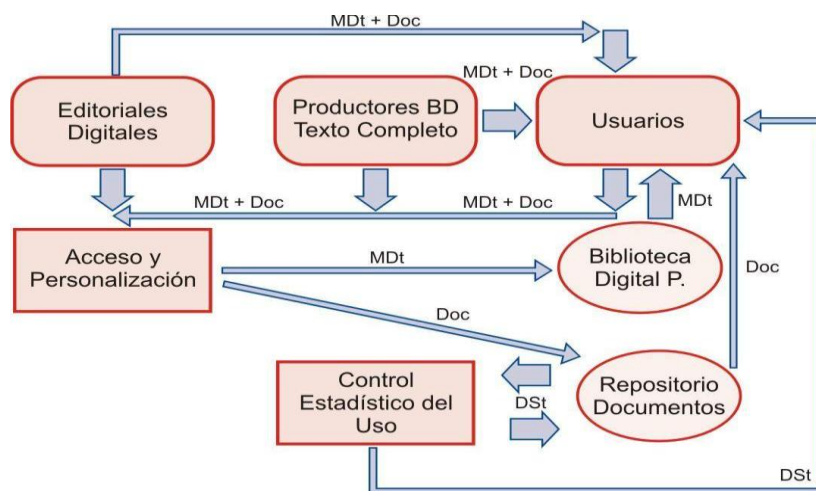 MDt + Doc
MDt + Doc
Editoriales
Digitales
Productores BD
Texto Completo
Usuarios
MDt + Doc
MDt + Doc
MDt
Acceso y
Personalización
MDt
Biblioteca
Digital P.
Doc
Doc
Control
Estadístico del
Uso
DSt
Repositorio
Documentos
DSt